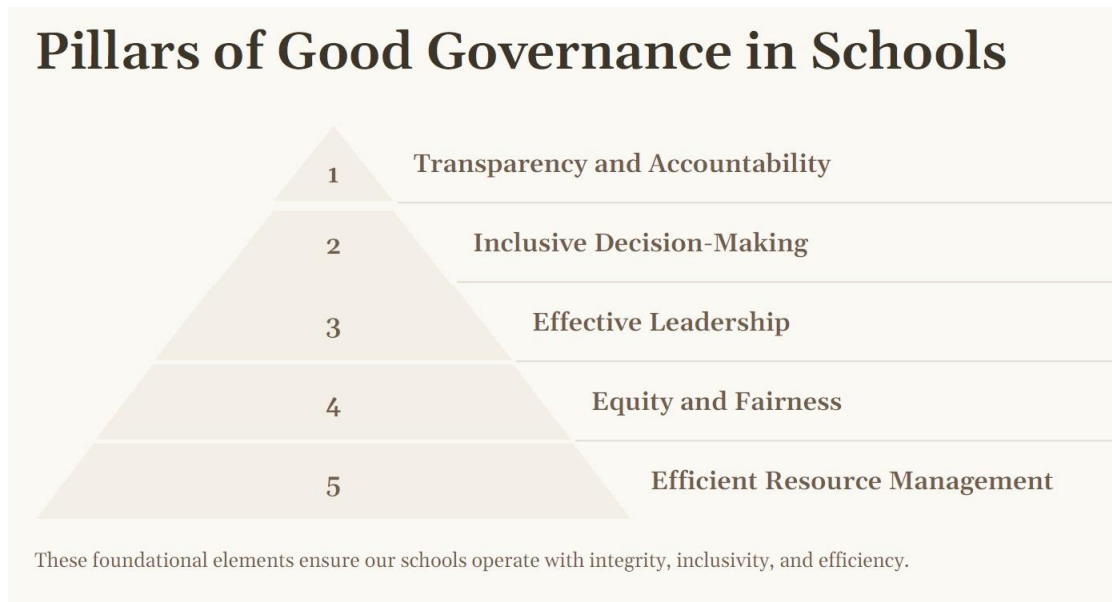 Pillars of Good Governance in Schools
1
Transparency and Accountability
2
Inclusive Decision-Making
3
Effective Leadership
4
Equity and Fairness
5
Efficient Resource Management
These foundational elements ensure our schools operate with integrity, inclusivity, and efficiency.